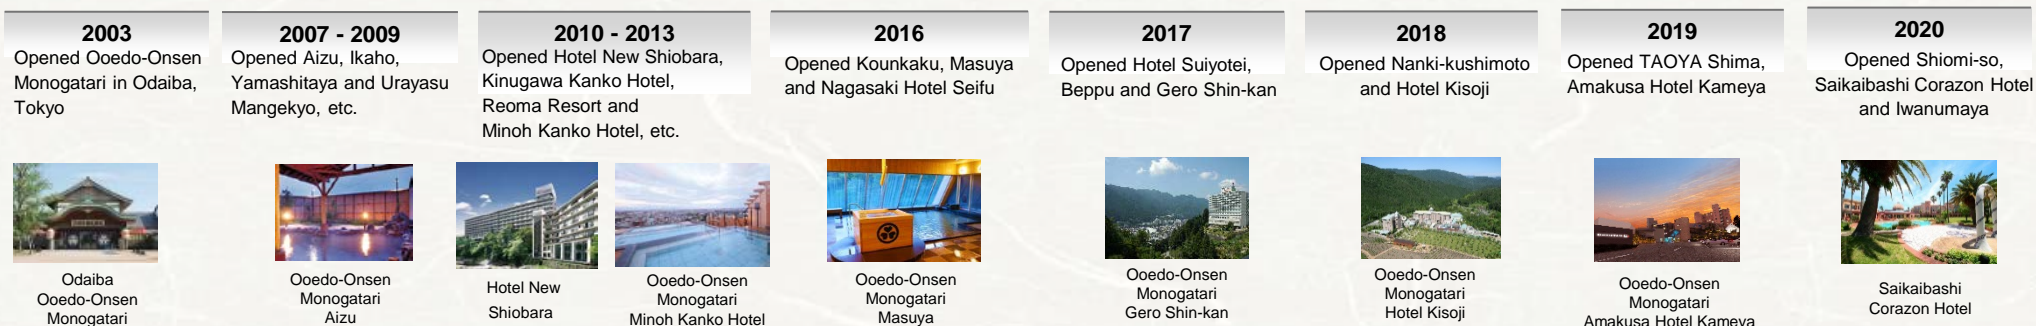 2003
Opened Ooedo-Onsen
Monogatari in Odaiba,
Tokyo
2007 - 2009
Opened Aizu, Ikaho,
Yamashitaya and Urayasu
Mangekyo, etc.
2010 - 2013
Opened Hotel New Shiobara,
Kinugawa Kanko Hotel,
Reoma Resort and
Minoh Kanko Hotel, etc.
2016
Opened Kounkaku, Masuya
and Nagasaki Hotel Seifu
2017
Opened Hotel Suiyotei,
Beppu and Gero Shin-kan
2018
Opened Nanki-kushimoto
and Hotel Kisoji
2019
Opened TAOYA Shima,
Amakusa Hotel Kameya
2020
Opened Shiomi-so,
Saikaibashi Corazon Hotel
and Iwanumaya
Odaiba
Ooedo-Onsen
Monogatari
Ooedo-Onsen
Monogatari
Aizu
Hotel New
Shiobara
Ooedo-Onsen
Monogatari
Minoh Kanko Hotel
Ooedo-Onsen
Monogatari
Masuya
Ooedo-Onsen
Monogatari
Gero Shin-kan
Ooedo-Onsen
Monogatari
Hotel Kisoji
Ooedo-Onsen
Monogatari
Amakusa Hotel Kameya
Saikaibashi
Corazon Hotel